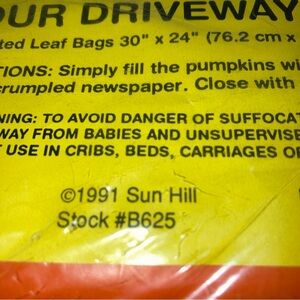 OUR DRIVEWAY
ted Leaf Bags 30" x 24" (76.2 cm x
IONS: Simply fill the pumpkins wi
crumpled newspaper. Close with
NING: TO AVOID DANGER OF SUFFOCAT
WAY FROM BABIES AND UNSUPERVISE
T USE IN CRIBS, BEDS, CARRIAGES O
©1991 Sun Hill
Stock #B625